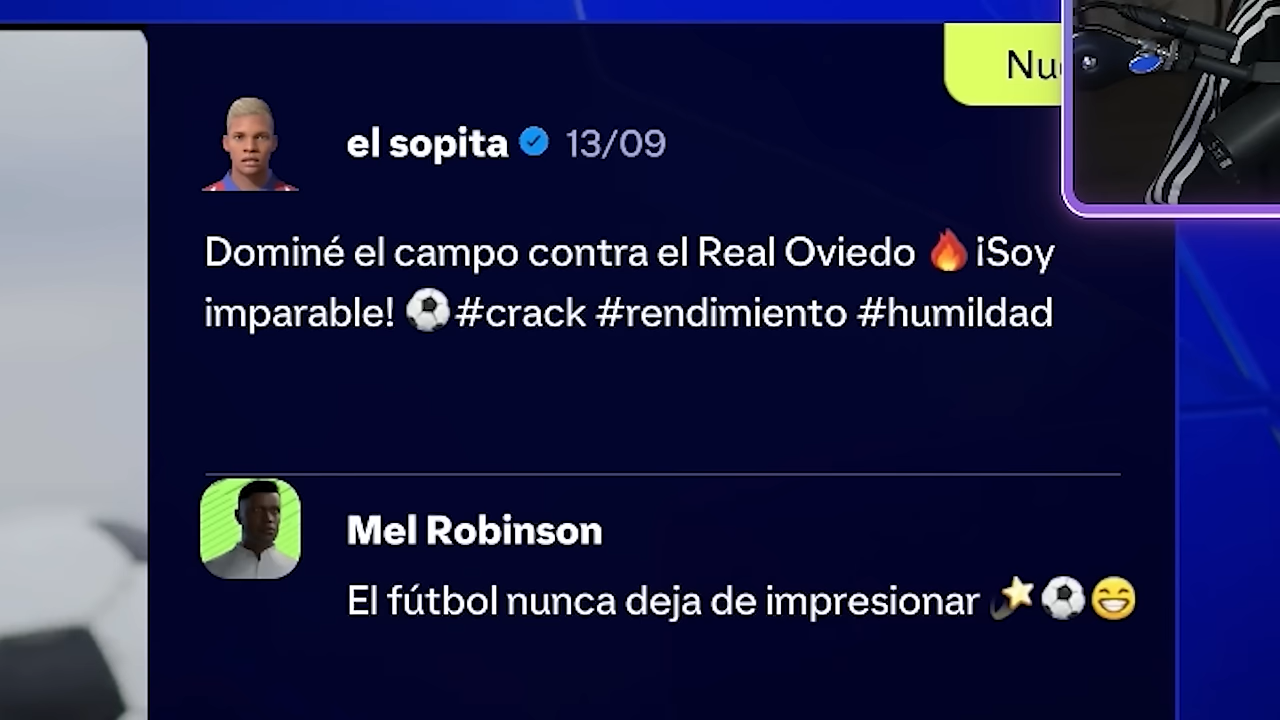 el sopita 13/09
Dominé el campo contra el Real Oviedo 🔥 ¡Soy
imparable! ⚽ #crack #rendimiento #humildad
Mel Robinson
El fútbol nunca deja de impresionar 🌠⚽😁